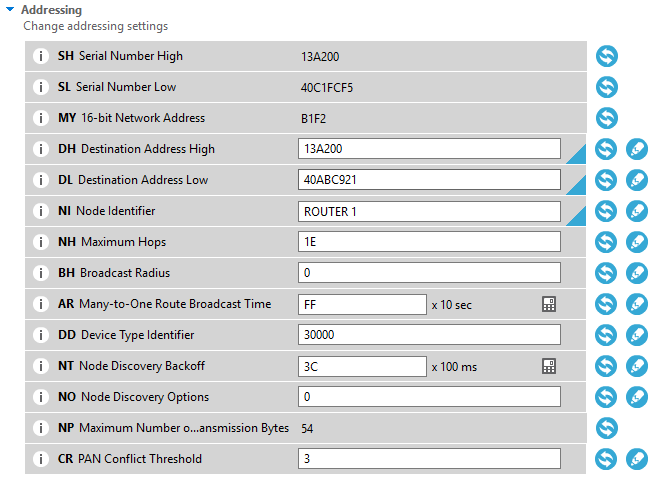 Addressing
Change addressing settings
i SH Serial Number High 13A200
i SL Serial Number Low 40C1FCF5
i MY 16-bit Network Address B1F2
i DH Destination Address High 13A200
i DL Destination Address Low 40ABC921
i NI Node Identifier ROUTER 1
i NH Maximum Hops 1E
i BH Broadcast Radius 0
i AR Many-to-One Route Broadcast Time FF x 10 sec
i DD Device Type Identifier 30000
i NT Node Discovery Backoff 3C x 100 ms
i NO Node Discovery Options 0
i NP Maximum Number o...ansmission Bytes 54
i CR PAN Conflict Threshold 3